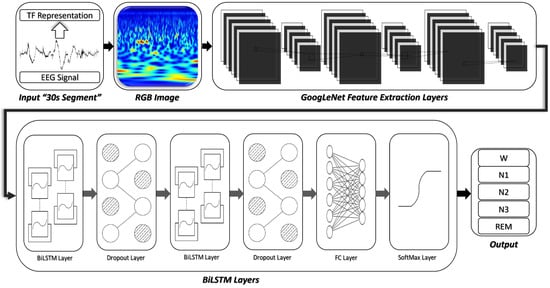 TF Representation
EEG Signal
Input "30s Segment"
RGB Image
GoogLeNet Feature Extraction Layers
BiLSTM Layer
Dropout Layer
BiLSTM Layer
Dropout Layer
FC Layer
SoftMax Layer
BiLSTM Layers
W
N1
N2
N3
REM
Output